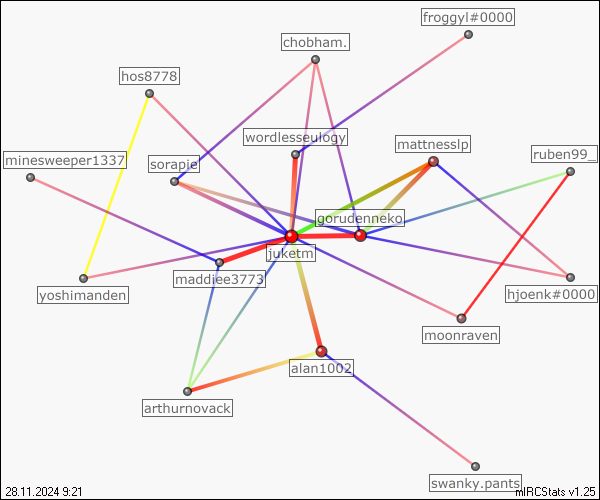 froggyl#0000
chobham.
hos8778
wordlesseulogy
mattnesslp
ruben99_
minesweeper1337
sorapje
gorudenneko
juketm
maddiee3773
hjoenk#0000
yoshimanden
moonraven
alan1002
arthurnovack
swanky.pants
28.11.2024 9:21
mIRCStats v1.25